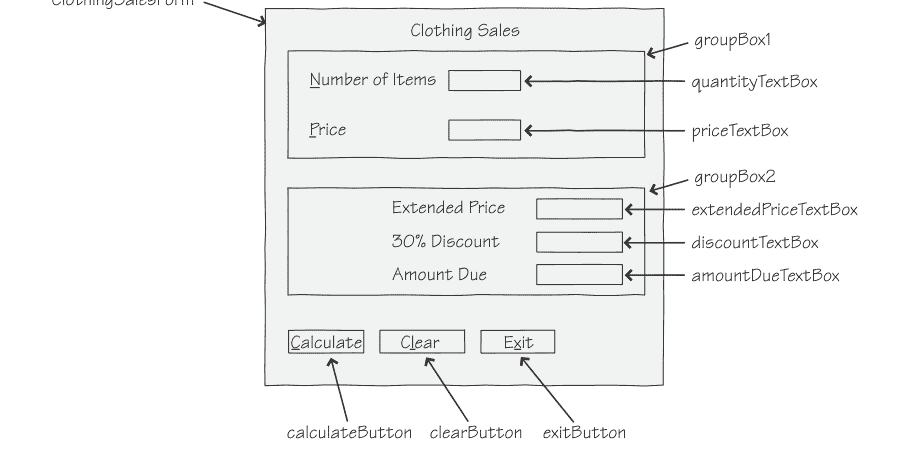 ClothingSalesForm
Clothing Sales
groupBox1
Number of Items
quantityTextBox
Price
priceTextBox
groupBox2
Extended Price
extendedPriceTextBox
30% Discount
discountTextBox
Amount Due
amountDueTextBox
Calculate Clear Exit
calculateButton clearButton exitButton